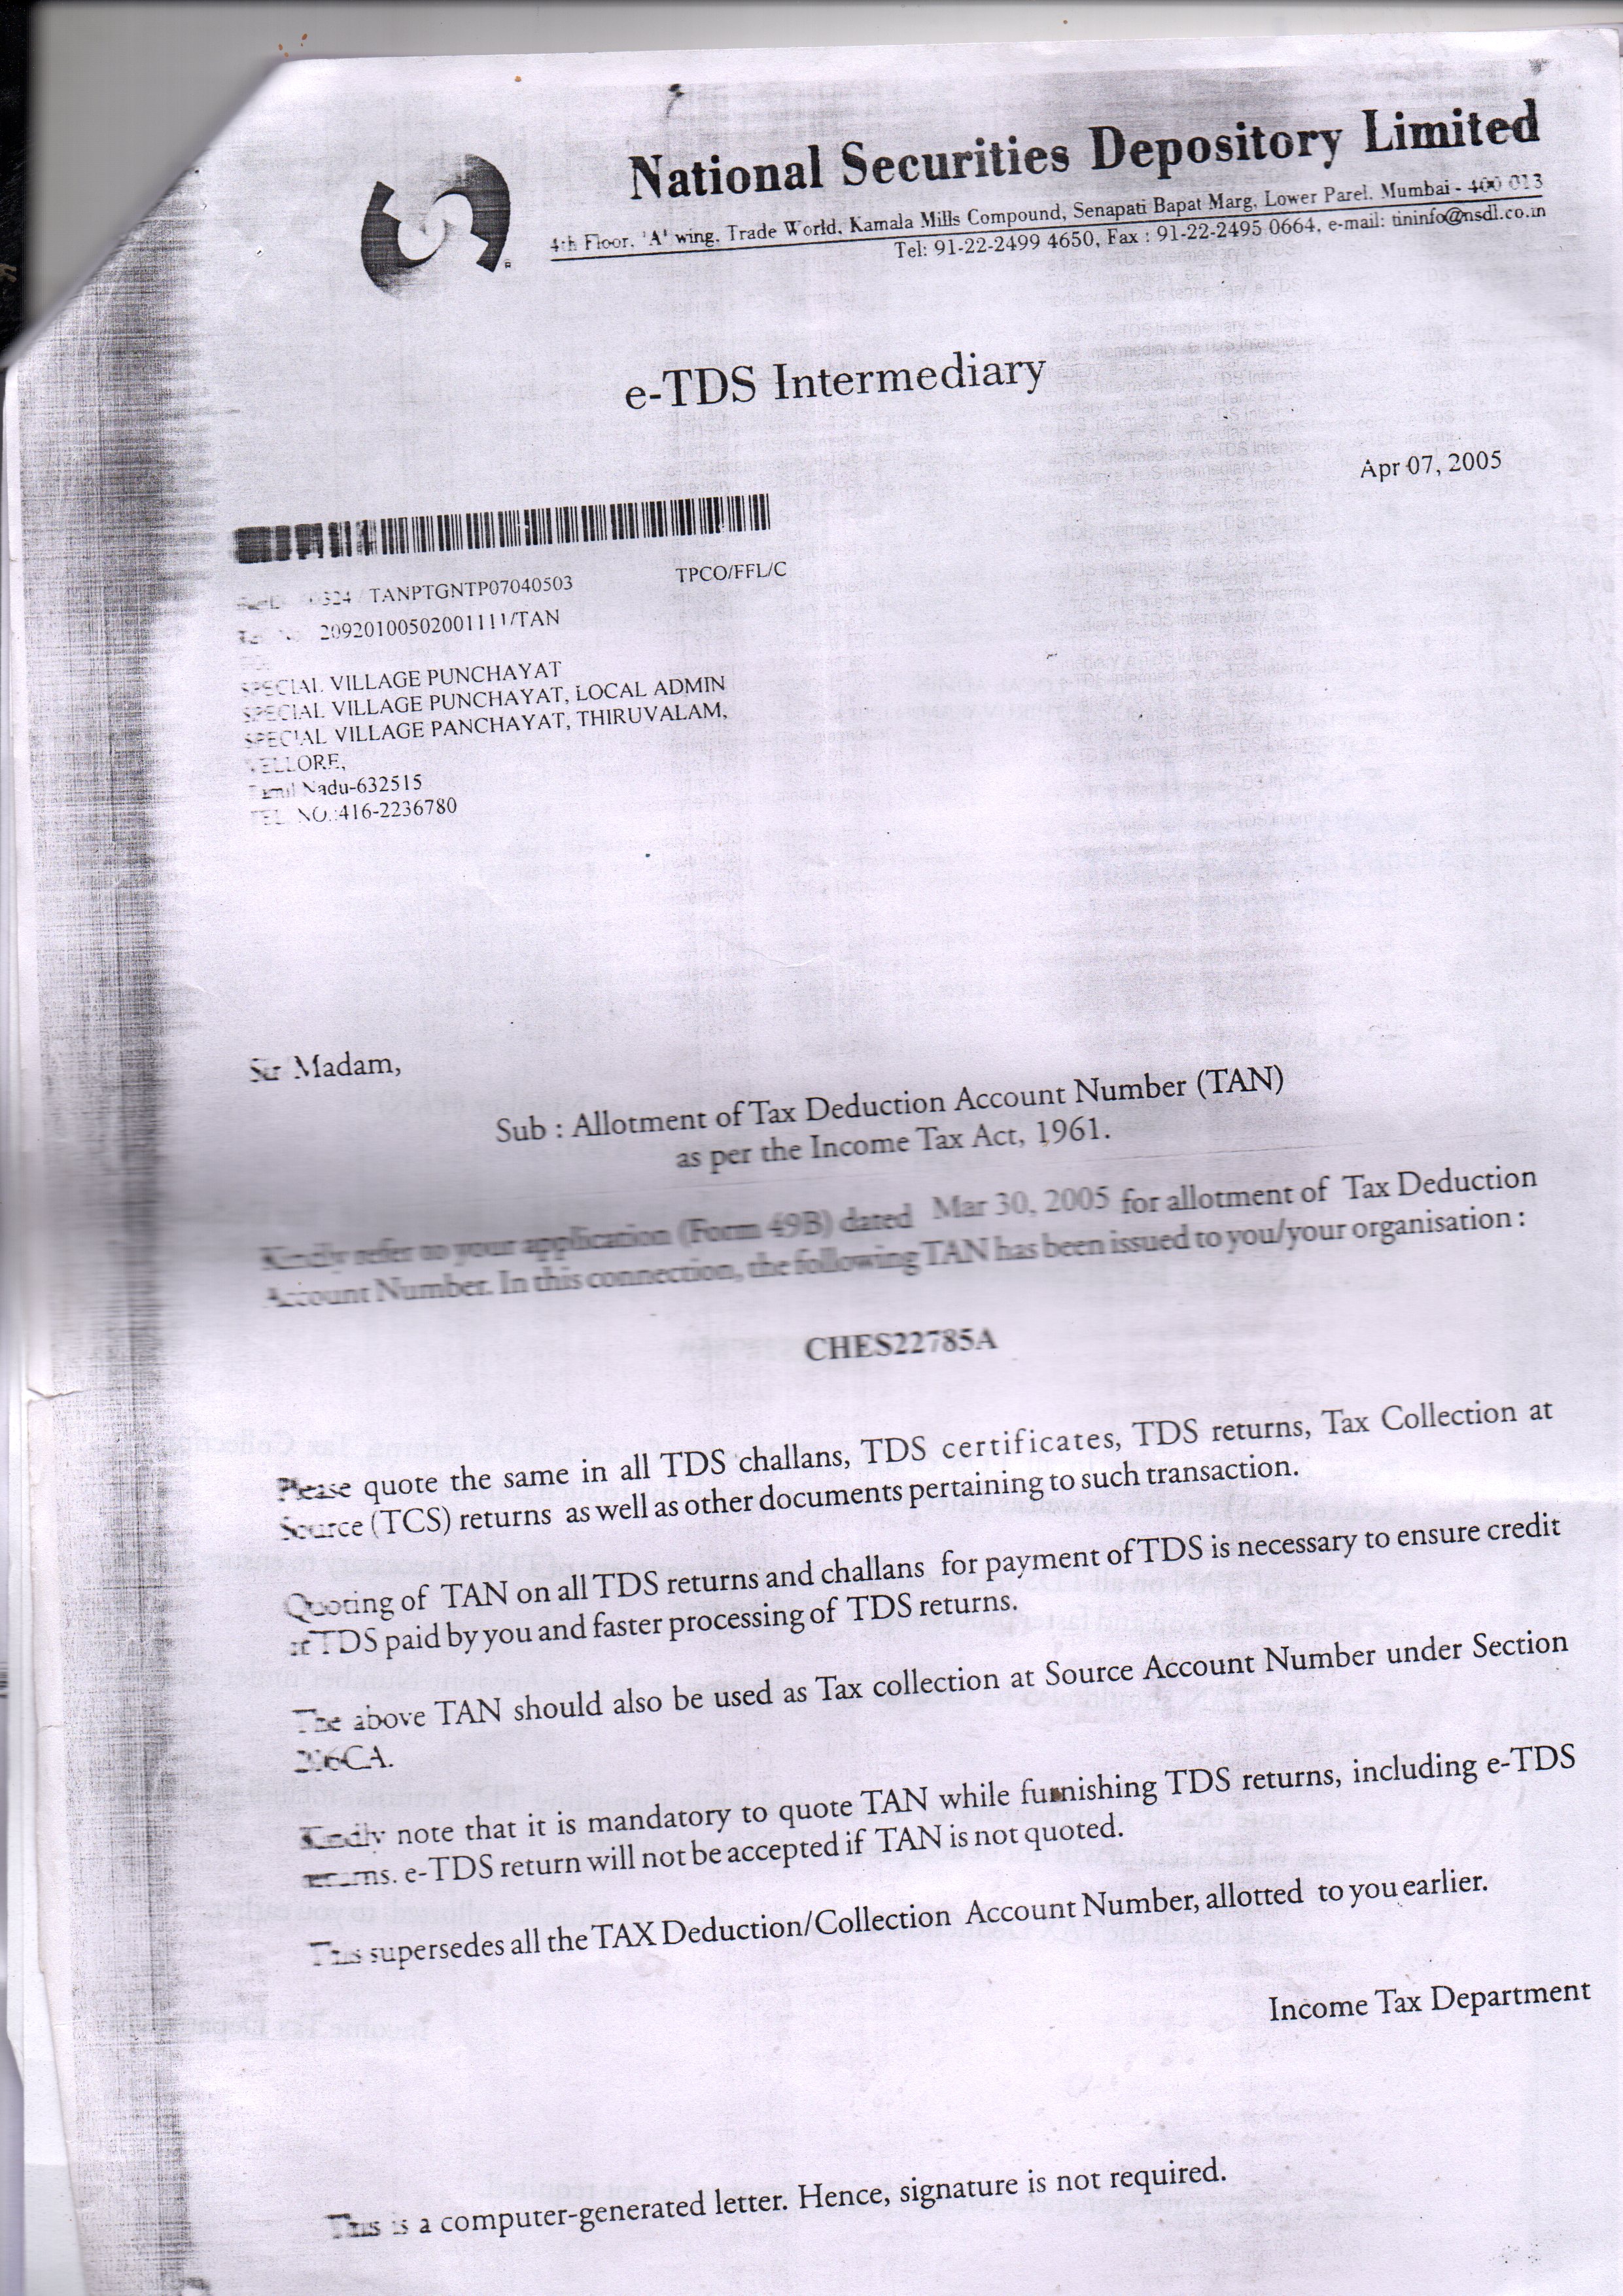 National Securities Depository Limited
4th Floor, 'A' wing, Trade World, Kamala Mills Compound, Senapati Bapat Marg, Lower Parel, Mumbai - 400 013
Tel: 91-22-2499 4650, Fax : 91-22-2495 0664, e-mail: tininfo@nsdl.co.in
e-TDS Intermediary
Apr 07, 2005
TANPTGNTP07040503 TPCO/FFL/C
20920100502001111/TAN
SPECIAL VILLAGE PUNCHAYAT
SPECIAL VILLAGE PUNCHAYAT, LOCAL ADMIN
SPECIAL VILLAGE PANCHAYAT, THIRUVALAM,
VELLORE,
Tamil Nadu-632515
TEL. NO.:416-2236780
Sir Madam,
Sub : Allotment of Tax Deduction Account Number (TAN)
as per the Income Tax Act, 1961.
Kindly refer to your application (Form 49B) dated Mar 30, 2005 for allotment of Tax Deduction
Account Number. In this connection, the following TAN has been issued to you/your organisation :
CHES22785A
Please quote the same in all TDS challans, TDS certificates, TDS returns, Tax Collection at
Source (TCS) returns as well as other documents pertaining to such transaction.
Quoting of TAN on all TDS returns and challans for payment of TDS is necessary to ensure credit
of TDS paid by you and faster processing of TDS returns.
The above TAN should also be used as Tax collection at Source Account Number under Section
206CA.
Kindly note that it is mandatory to quote TAN while furnishing TDS returns, including e-TDS
returns. e-TDS return will not be accepted if TAN is not quoted.
This supersedes all the TAX Deduction/Collection Account Number, allotted to you earlier.
Income Tax Department
This is a computer-generated letter. Hence, signature is not required.